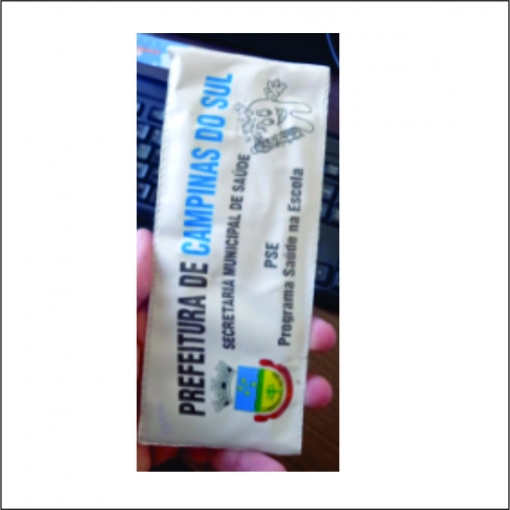 PREFEITURA DE CAMPINAS DO SUL
SECRETARIA MUNICIPAL DE SAÚDE
PSE
Programa Saúde na Escola